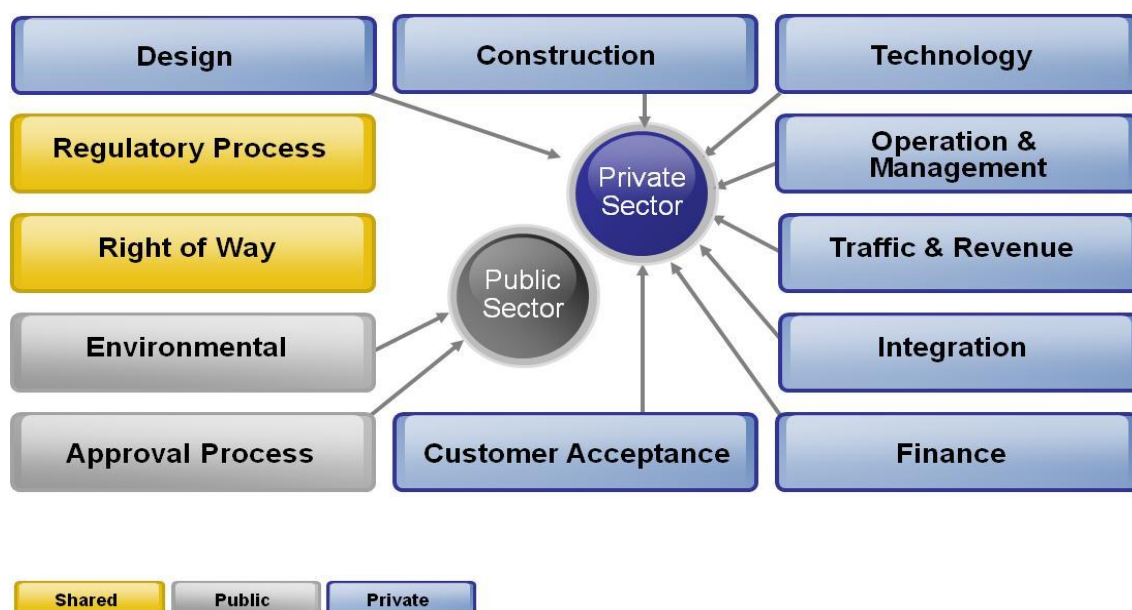 Design
Construction
Technology
Regulatory Process
Private
Sector
Operation &
Management
Right of Way
Traffic & Revenue
Public
Sector
Environmental
Integration
Approval Process
Customer Acceptance
Finance
Shared
Public
Private